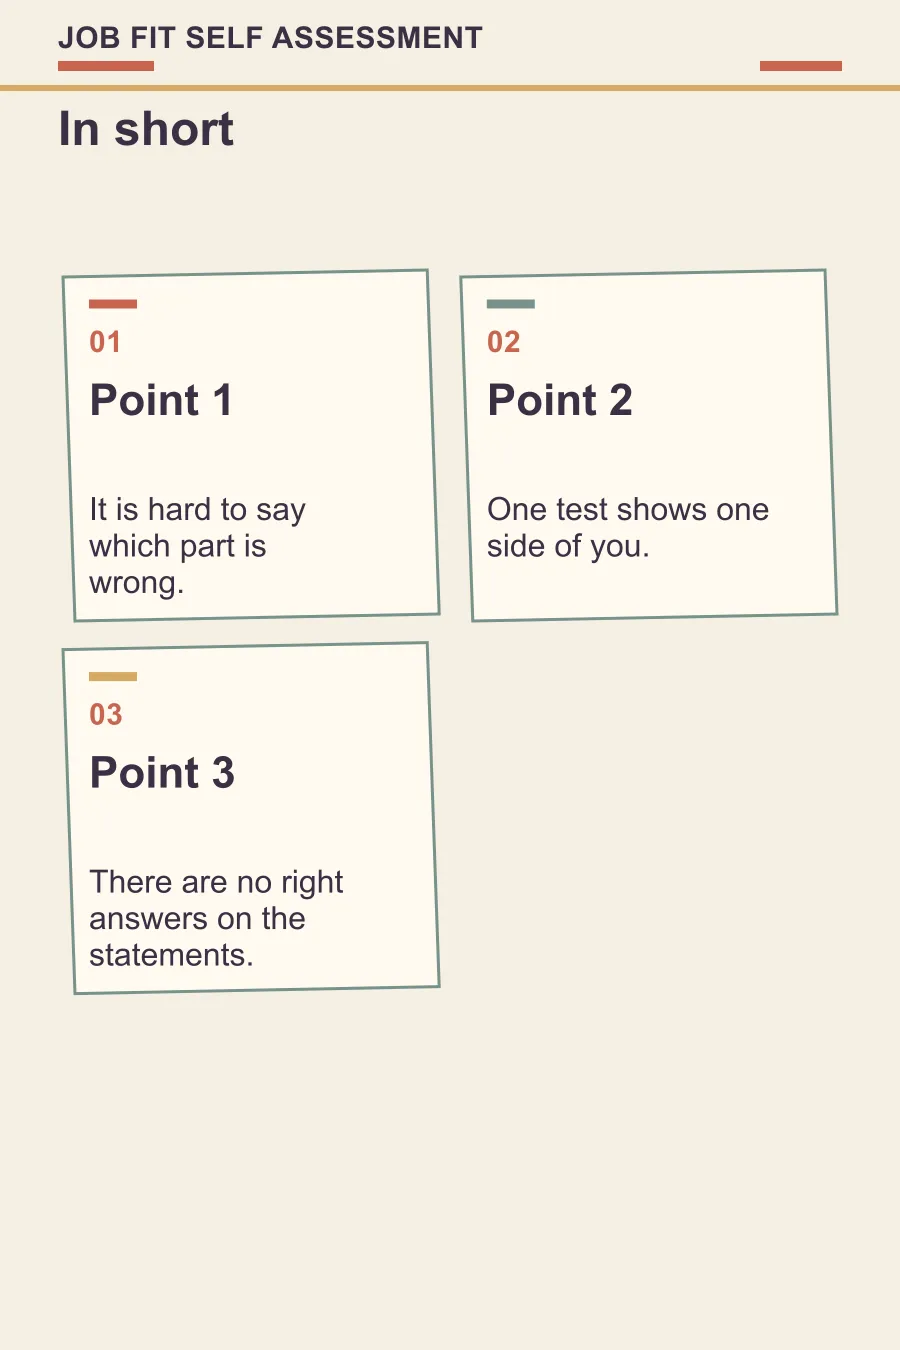 JOB FIT SELF ASSESSMENT
In short
01
Point 1
It is hard to say
which part is
wrong.
02
Point 2
One test shows one
side of you.
03
Point 3
There are no right
answers on the
statements.